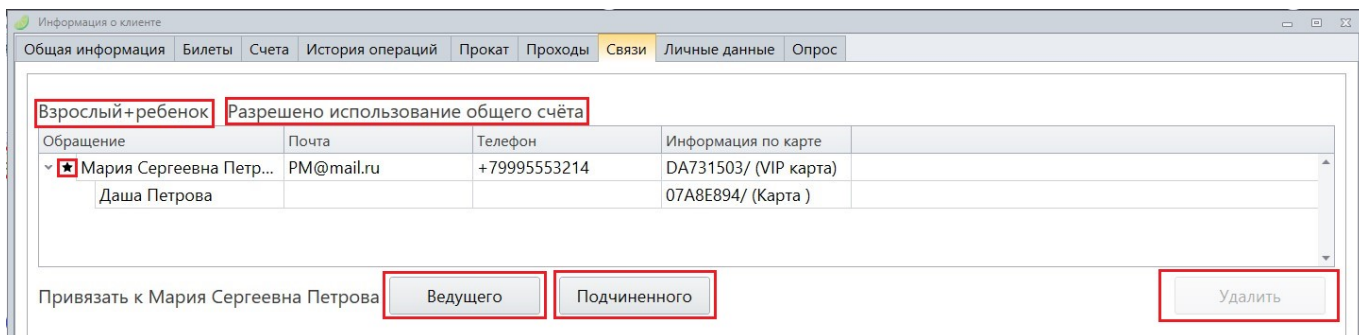 Информация о клиенте
Общая информация Билеты Счета История операций Прокат Проходы Связи Личные данные Опрос
Взрослый+ребенок Разрешено использование общего счёта
Обращение Почта Телефон Информация по карте
Мария Сергеевна Петр... PM@mail.ru +79995553214 DA731503/ (VIP карта)
Даша Петрова 07A8E894/ (Карта )
Привязать к Мария Сергеевна Петрова Ведущего Подчиненного Удалить